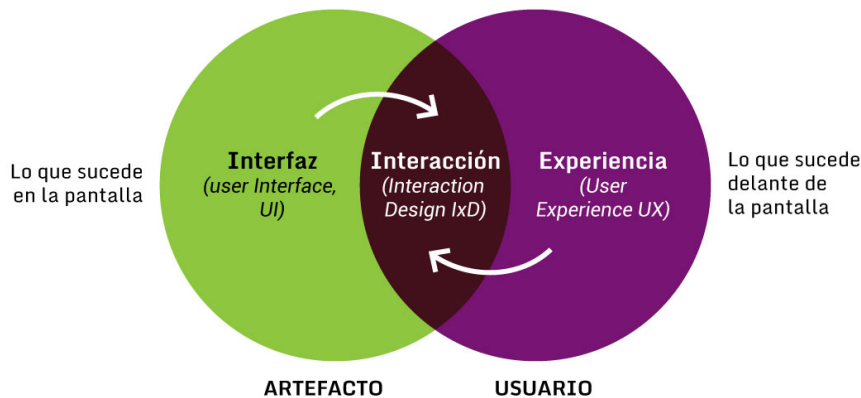 Lo que sucede
en la pantalla
Interfaz
(user Interface,
UI)
Interacción
(Interaction
Design IxD)
Experiencia
(User
Experience UX)
Lo que sucede
delante de
la pantalla
ARTEFACTO
USUARIO